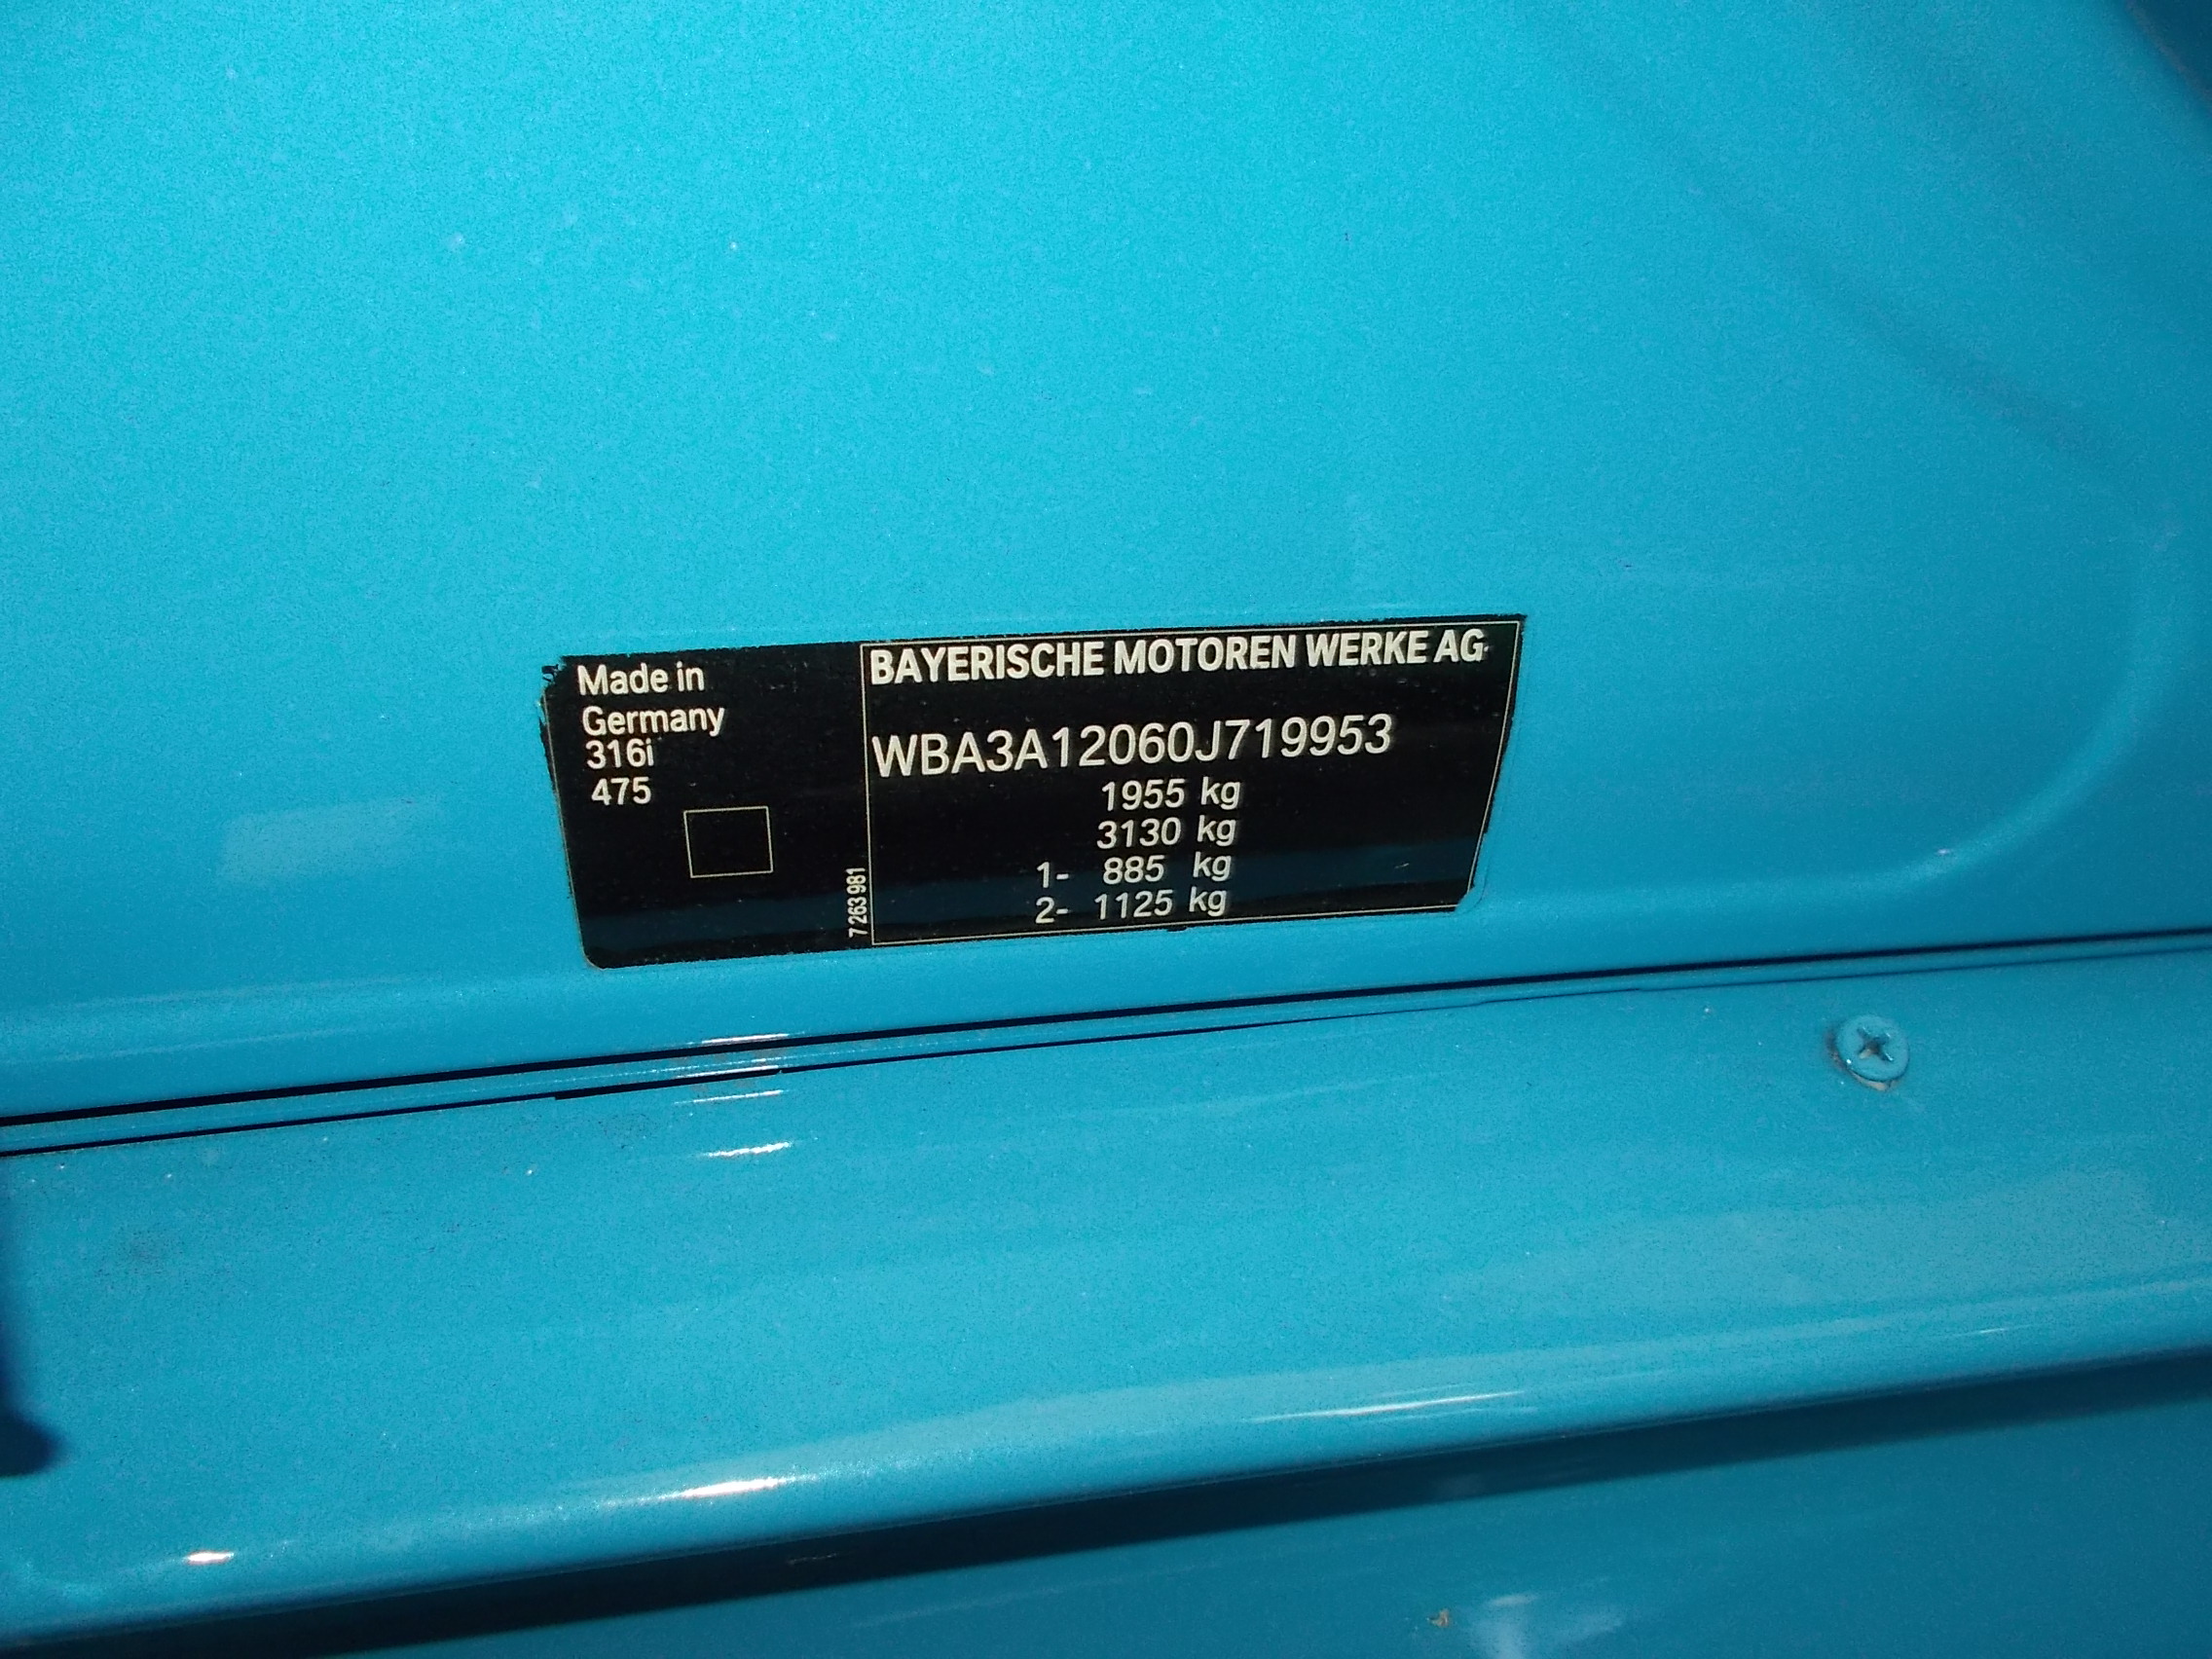 Made in
Germany
316i
475
7 263 981
BAYERISCHE MOTOREN WERKE AG
WBA3A12060J719953
1955 kg
3130 kg
1- 885 kg
2- 1125 kg